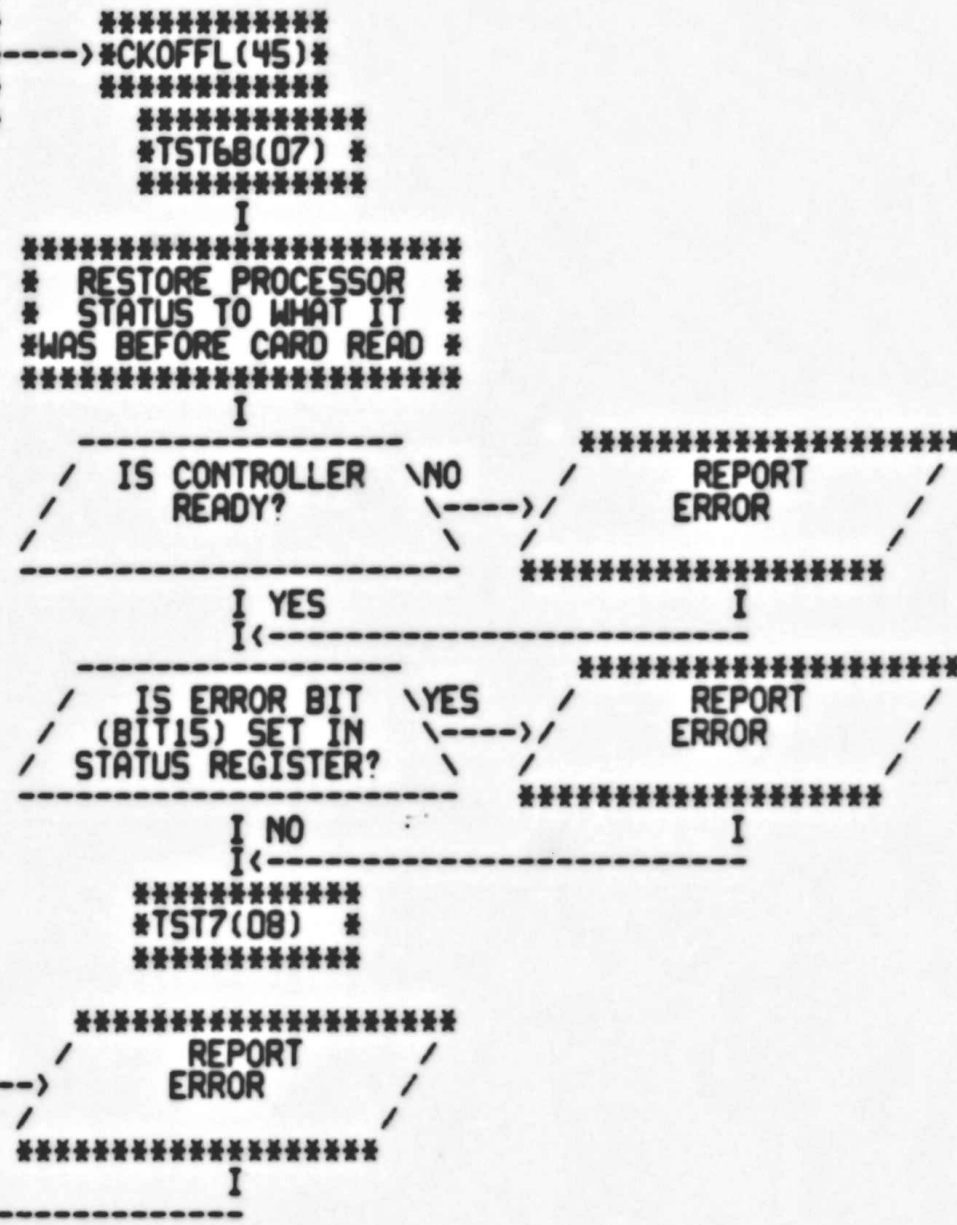 *CKOFFL(45)*
*TST6B(07) *
RESTORE PROCESSOR
STATUS TO WHAT IT
WAS BEFORE CARD READ
IS CONTROLLER
READY?
NO
REPORT
ERROR
YES
IS ERROR BIT
(BIT15) SET IN
STATUS REGISTER?
YES
REPORT
ERROR
NO
*TST7(08) *
REPORT
ERROR